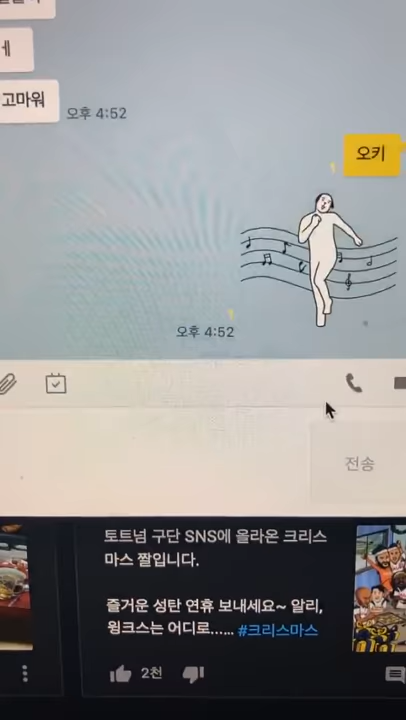 네
고마워
오후 4:52
오키
오후 4:52
전송
토트넘 구단 SNS에 올라온 크리스
마스 짤입니다.
즐거운 성탄 연휴 보내세요~ 알리,
윙크스는 어디로...... #크리스마스
2천